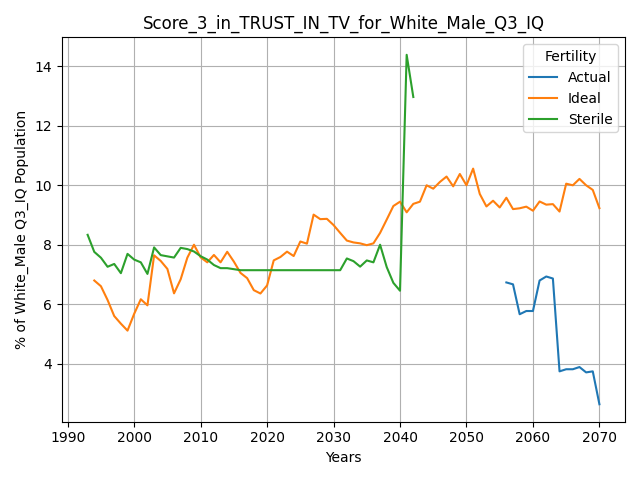 Score_3_in_TRUST_IN_TV_for_White_Male_Q3_IQ
Fertility
Actual
Ideal
Sterile
% of White_Male Q3_IQ Population
14
12
10
8
6
4
1990 2000 2010 2020 2030 2040 2050 2060 2070
Years